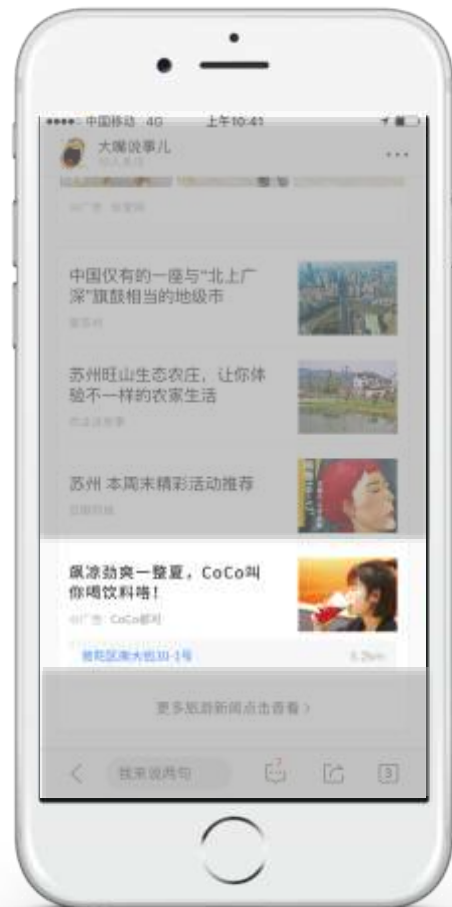 中国移动 4G 上午10:41
大嘴说事儿
中国仅有的一座与“北上广
深”旗鼓相当的地级市
苏州旺山生态农庄，让你体
验不一样的农家生活
苏州 本周末精彩活动推荐
飙凉劲爽一整夏，CoCo叫
你喝饮料咯！
广告 CoCo都可
更多旅游新闻点击查看 >
我来说两句
3